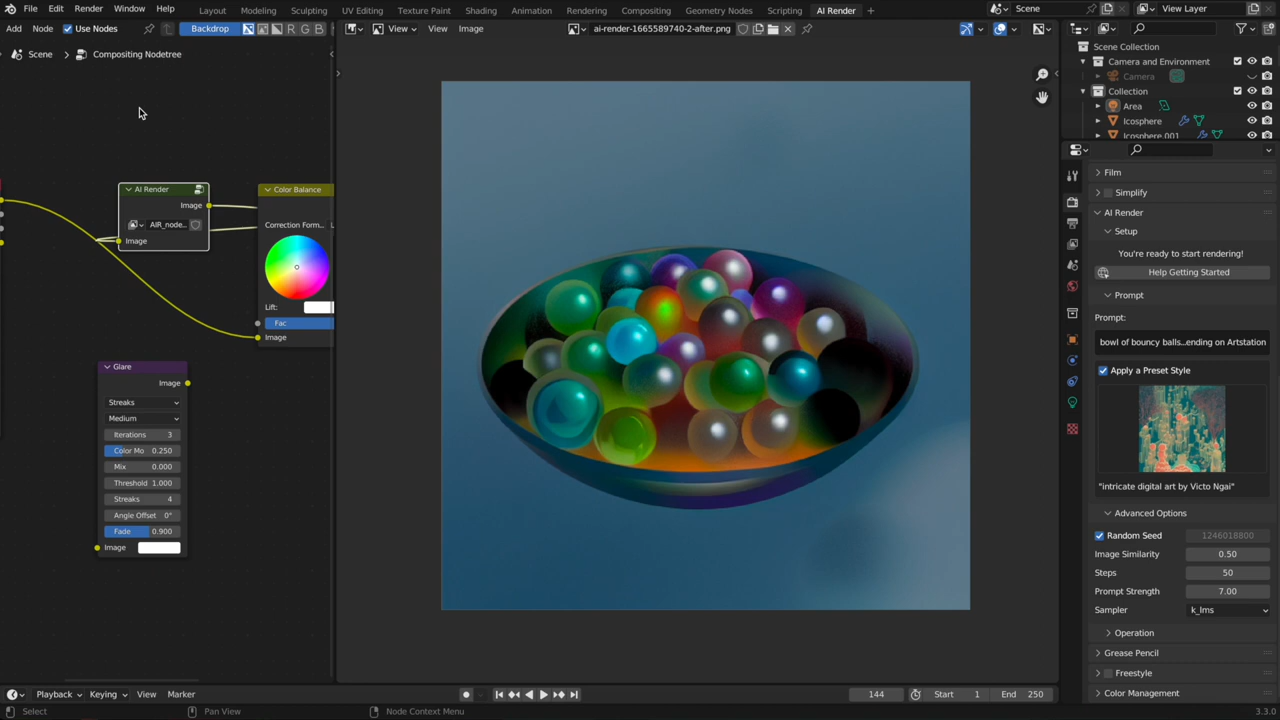 File Edit Render Window Help Layout Modeling Sculpting UV Editing Texture Paint Shading Animation Rendering Compositing Geometry Nodes Scripting AI Render Scene View Layer
Add Node Use Nodes Backdrop R G B View View Image ai-render-1665589740-2-after.png
Scene Compositing Nodetree
Scene Collection
Camera and Environment
Camera
Collection
Area
Icosphere
Icosphere.001
AI Render
Image
AIR_node..
Image
Color Balance
Correction Form..
Lift:
Fac
Image
Glare
Image
Streaks
Medium
Iterations 3
Color Mo 0.250
Mix 0.000
Threshold 1.000
Streaks 4
Angle Offset 0°
Fade 0.900
Image
Film
Simplify
AI Render
Setup
You're ready to start rendering!
Help Getting Started
Prompt
Prompt:
bowl of bouncy balls...ending on Artstation
Apply a Preset Style
"intricate digital art by Victo Ngai"
Advanced Options
Random Seed 1246018800
Image Similarity 0.50
Steps 50
Prompt Strength 7.00
Sampler k_lms
Operation
Grease Pencil
Freestyle
Color Management
Playback Keying View Marker 144 Start 1 End 250
Select Pan View Node Context Menu 3.3.0